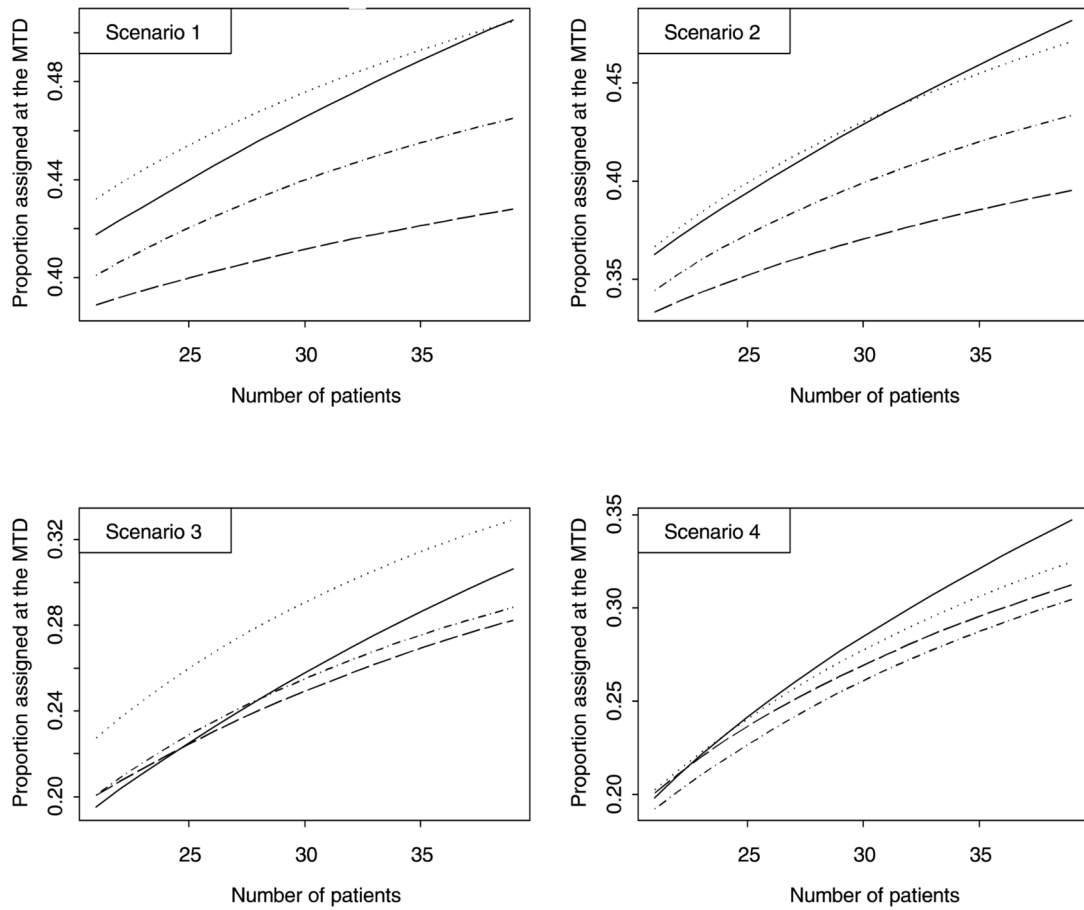 Scenario 1
Proportion assigned at the MTD
0.48
0.44
0.40
25 30 35
Number of patients
Scenario 2
Proportion assigned at the MTD
0.45
0.40
0.35
25 30 35
Number of patients
Scenario 3
Proportion assigned at the MTD
0.32
0.28
0.24
0.20
25 30 35
Number of patients
Scenario 4
Proportion assigned at the MTD
0.35
0.30
0.25
0.20
25 30 35
Number of patients